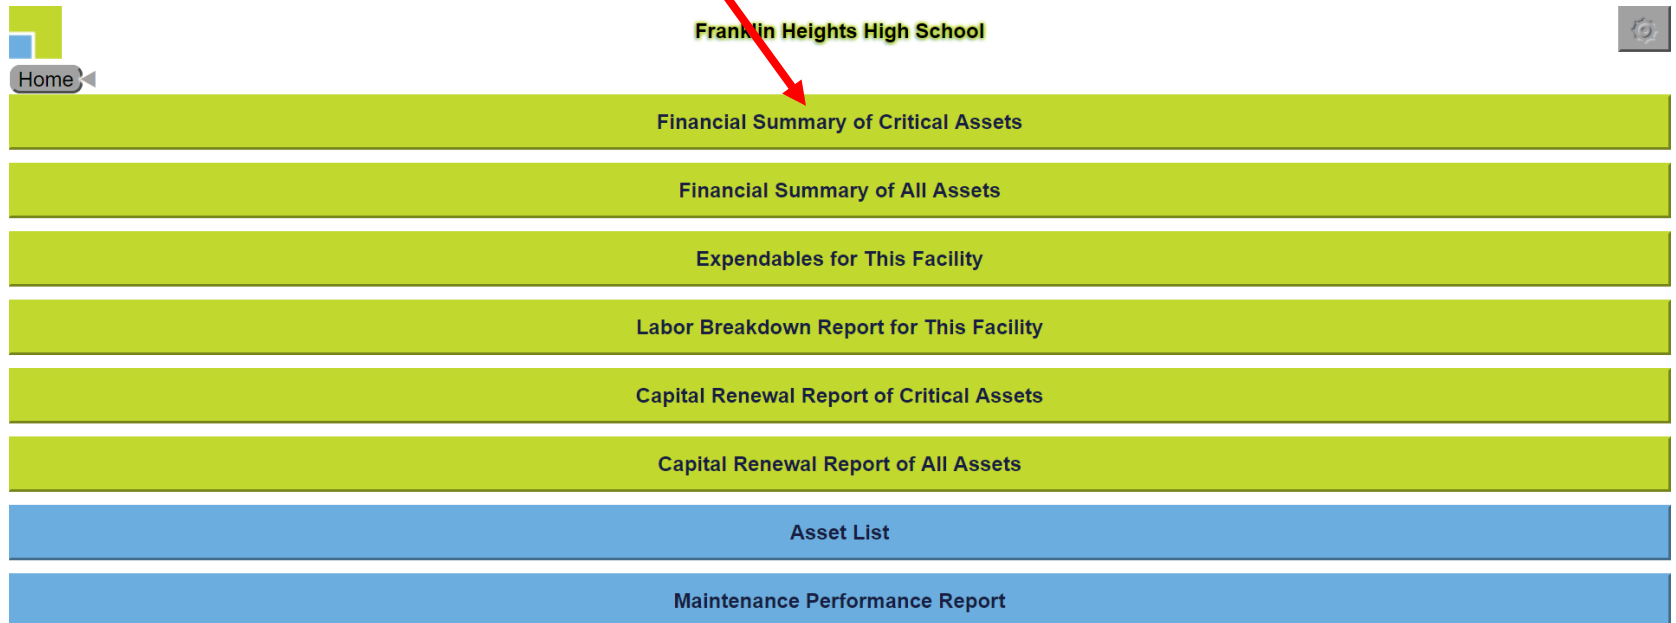 Franklin Heights High School
Home
Financial Summary of Critical Assets
Financial Summary of All Assets
Expendables for This Facility
Labor Breakdown Report for This Facility
Capital Renewal Report of Critical Assets
Capital Renewal Report of All Assets
Asset List
Maintenance Performance Report